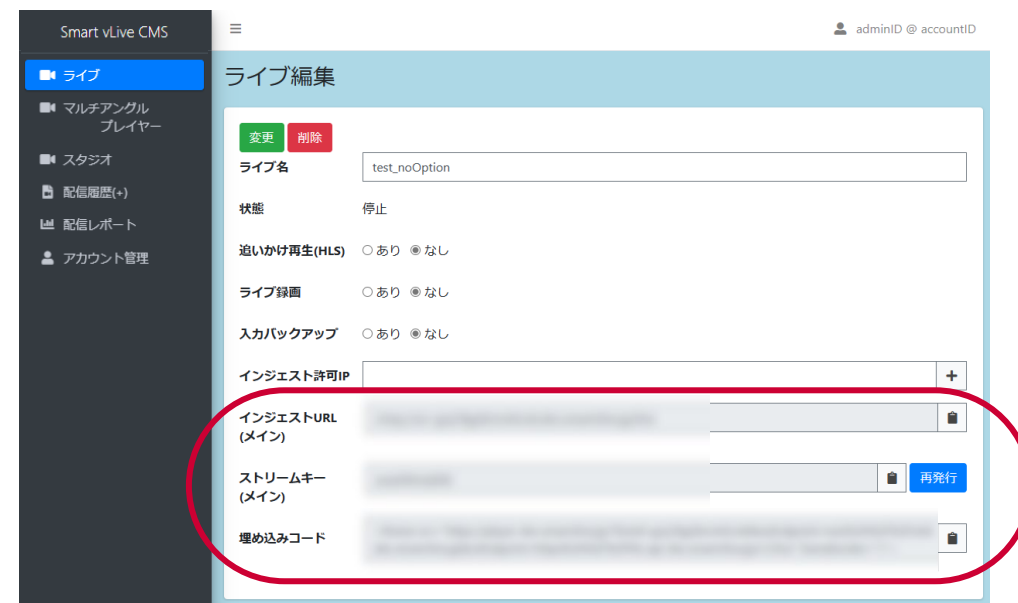 Smart vLive CMS
adminID @ accountID
ライブ
マルチアングル
プレイヤー
スタジオ
配信履歴(+)
配信レポート
アカウント管理
ライブ編集
変更 削除
ライブ名 test_noOption
状態 停止
追いかけ再生(HLS) あり なし
ライブ録画 あり なし
入力バックアップ あり なし
インジェスト許可IP +
インジェストURL
(メイン)
ストリームキー
(メイン)
再発行
埋め込みコード